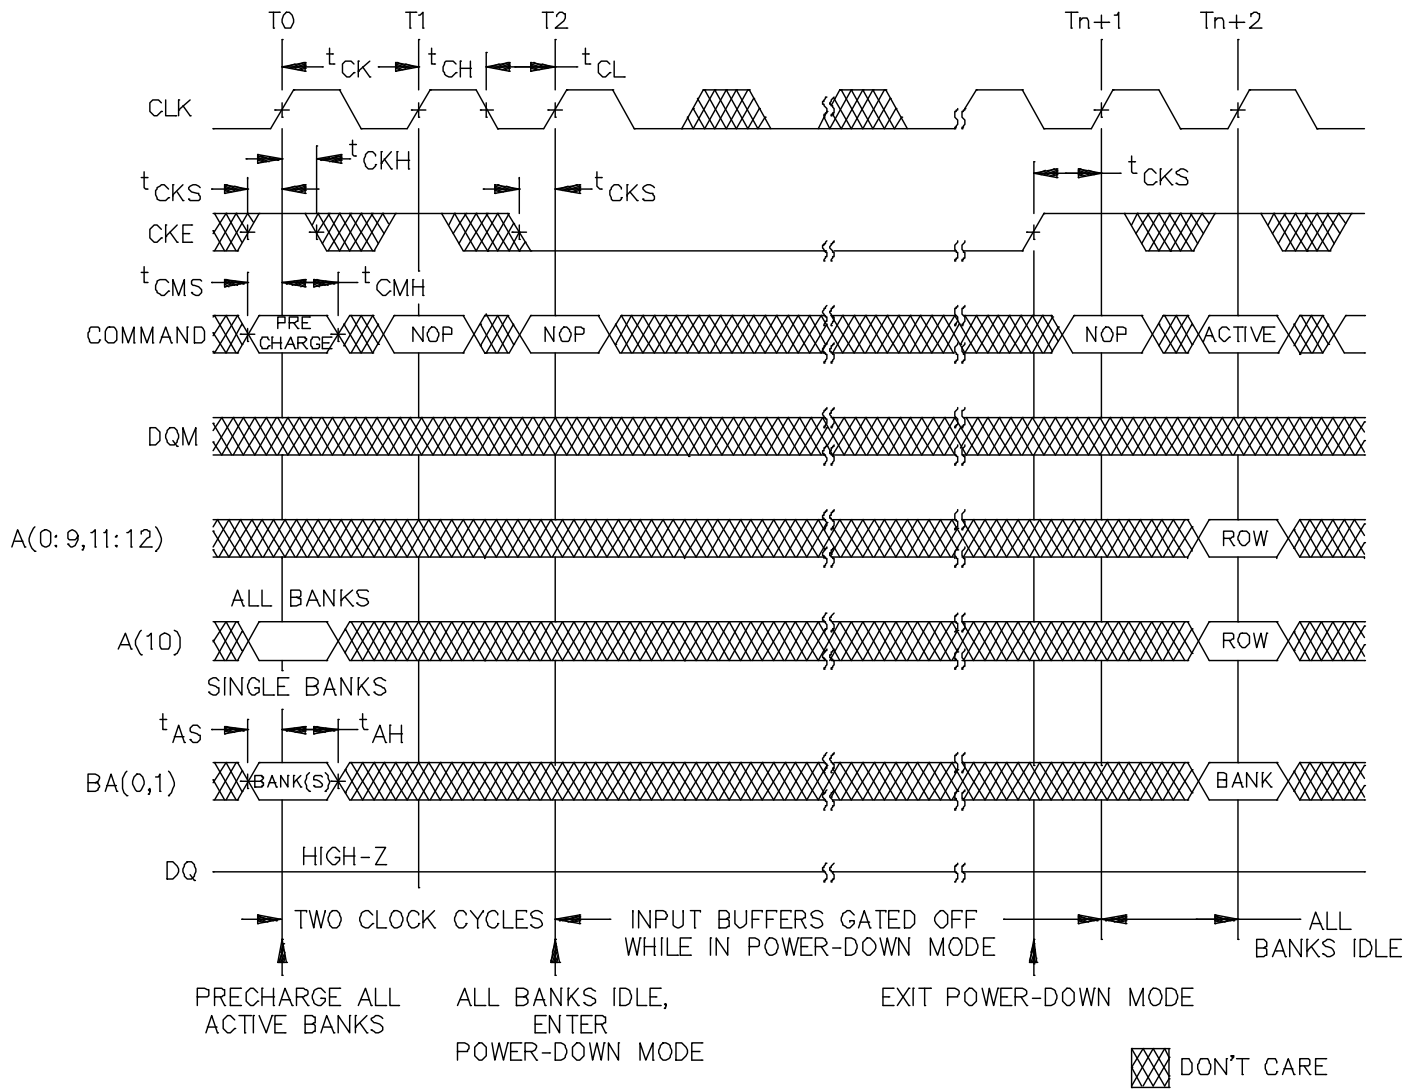 T0 T1 T2 Tn+1 Tn+2
tCK tCH tCL
CLK
tCKH
tCKS tCKS tCKS
CKE
tCMS tCMH
COMMAND PRE CHARGE NOP NOP NOP ACTIVE
DQM
A(0:9,11:12) ROW
ALL BANKS
A(10) ROW
SINGLE BANKS
tAS tAH
BA(0,1) BANK(S) BANK
HIGH-Z
DQ
TWO CLOCK CYCLES INPUT BUFFERS GATED OFF ALL
WHILE IN POWER-DOWN MODE BANKS IDLE
PRECHARGE ALL ALL BANKS IDLE, EXIT POWER-DOWN MODE
ACTIVE BANKS ENTER
POWER-DOWN MODE
DON'T CARE